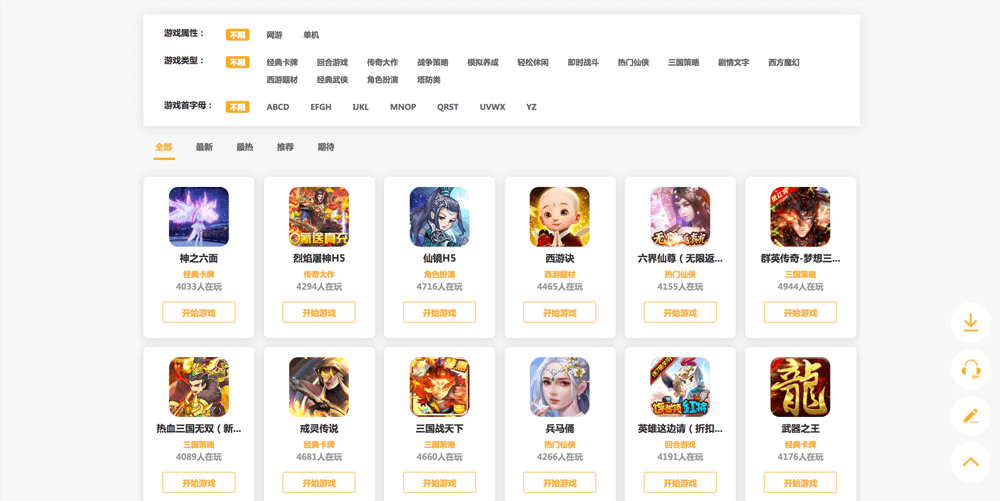 游戏属性： 不限 网游 单机
游戏类型： 不限 经典卡牌 回合游戏 传奇大作 战争策略 模拟养成 轻松休闲 即时战斗 热门仙侠 三国策略 剧情文字 西方魔幻
西游题材 经典武侠 角色扮演 塔防类
游戏首字母： 不限 ABCD EFGH IJKL MNOP QRST UVWX YZ
全部 最新 最热 推荐 期待
神之六面 烈焰屠神H5 仙镜H5 西游诀 六界仙尊（无限返... 群英传奇-梦想三...
经典卡牌 传奇大作 角色扮演 西游题材 热门仙侠 三国策略
4033人在玩 4294人在玩 4716人在玩 4465人在玩 4155人在玩 4944人在玩
开始游戏 开始游戏 开始游戏 开始游戏 开始游戏 开始游戏
龍
热血三国无双（新... 戒灵传说 三国战天下 兵马俑 英雄这边请（折扣... 武器之王
三国策略 经典卡牌 三国策略 热门仙侠 回合游戏 经典卡牌
4089人在玩 4681人在玩 4660人在玩 4266人在玩 4191人在玩 4176人在玩
开始游戏 开始游戏 开始游戏 开始游戏 开始游戏 开始游戏